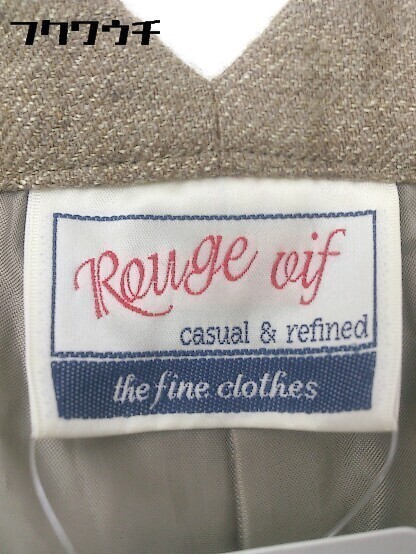 フクワウチ
Rouge vif
casual & refined
the fine clothes